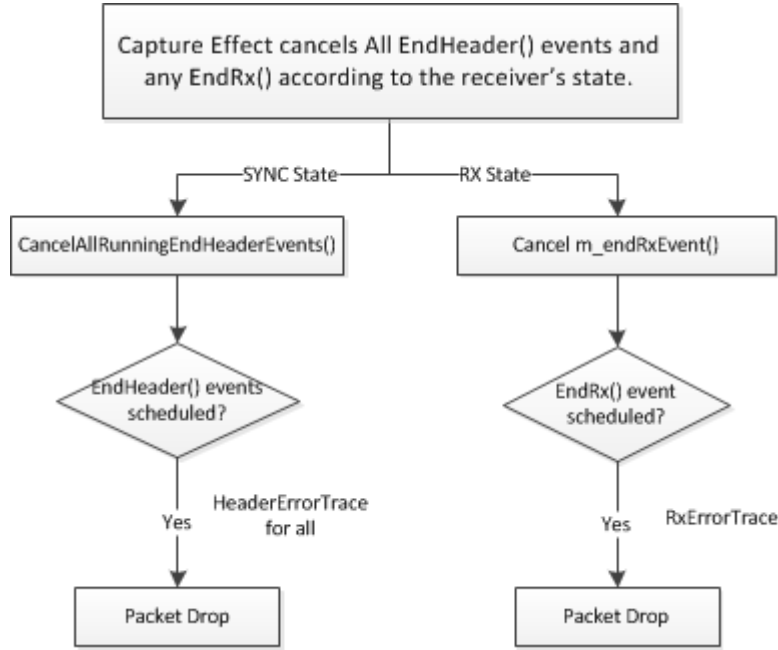 Capture Effect cancels All EndHeader() events and
any EndRx() according to the receiver's state.
SYNC State
RX State
CancelAllRunningEndHeaderEvents()
Cancel m_endRxEvent()
EndHeader() events
scheduled?
EndRx() event
scheduled?
HeaderErrorTrace
for all
Yes
RxErrorTrace
Yes
Packet Drop
Packet Drop